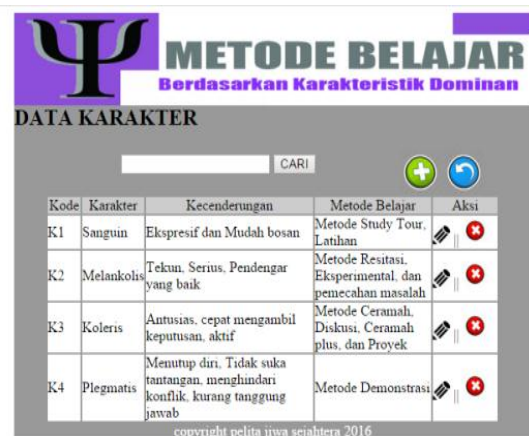 METODE BELAJAR
Berdasarkan Karakteristik Dominan
DATA KARAKTER
CARI
Kode Karakter Kecenderungan Metode Belajar Aksi
K1 Sanguin Ekspresif dan Mudah bosan Metode Study Tour,
Latihan
K2 Melankolis Tekun, Serius, Pendengar
yang baik
Metode Resitasi,
Eksperimental, dan
pemecahan masalah
K3 Koleris Antusias, cepat mengambil
keputusan, aktif
Metode Ceramah,
Diskusi, Ceramah
plus, dan Proyek
K4 Plegmatis Menutup diri, Tidak suka
tantangan, menghindari
konflik, kurang tanggung
jawab
Metode Demonstrasi
copyright pelita jiwa sejahtera 2016